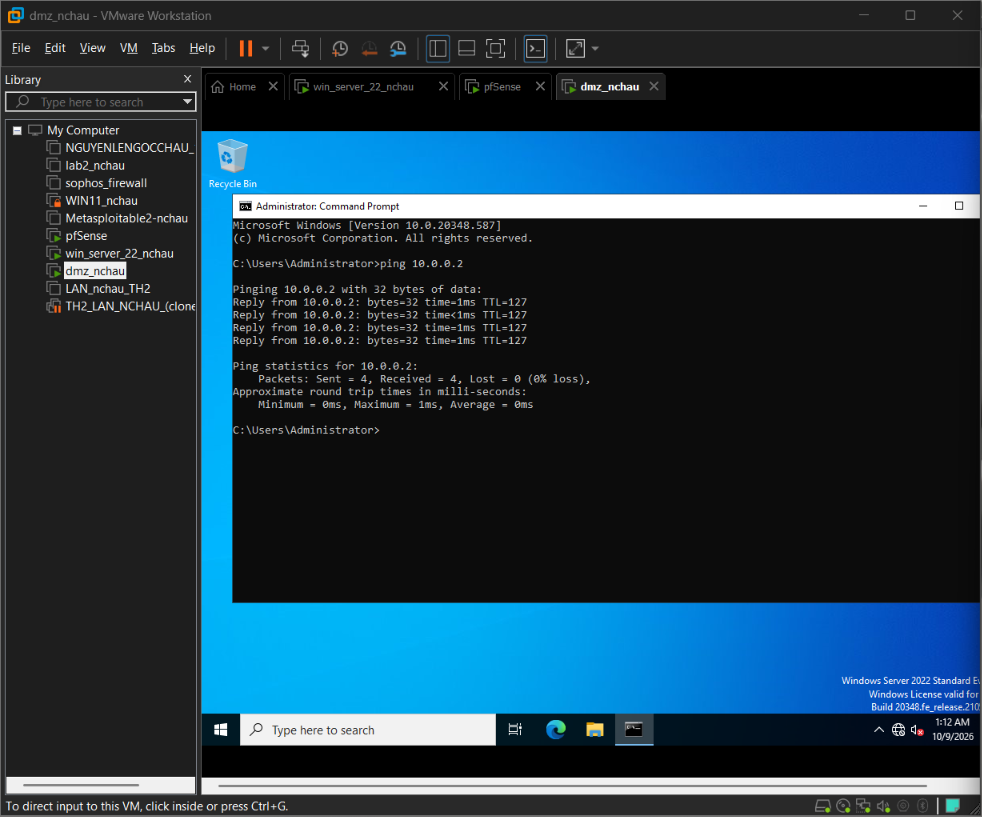 dmz_nchau - VMware Workstation
File Edit View VM Tabs Help
Library
Type here to search
My Computer
NGUYENLENGOCCHAU_
lab2_nchau
sophos_firewall
WIN11_nchau
Metasploitable2-nchau
pfSense
win_server_22_nchau
dmz_nchau
LAN_nchau_TH2
TH2_LAN_NCHAU_(clone
Home win_server_22_nchau pfSense dmz_nchau
Recycle Bin
Administrator: Command Prompt
Microsoft Windows [Version 10.0.20348.587]
(c) Microsoft Corporation. All rights reserved.
C:\Users\Administrator>ping 10.0.0.2
Pinging 10.0.0.2 with 32 bytes of data:
Reply from 10.0.0.2: bytes=32 time=1ms TTL=127
Reply from 10.0.0.2: bytes=32 time<1ms TTL=127
Reply from 10.0.0.2: bytes=32 time=1ms TTL=127
Reply from 10.0.0.2: bytes=32 time=1ms TTL=127
Ping statistics for 10.0.0.2:
Packets: Sent = 4, Received = 4, Lost = 0 (0% loss),
Approximate round trip times in milli-seconds:
Minimum = 0ms, Maximum = 1ms, Average = 0ms
C:\Users\Administrator>
Windows Server 2022 Standard Ev
Windows License valid for
Build 20348.fe_release.210
Type here to search
1:12 AM
10/9/2026
To direct input to this VM, click inside or press Ctrl+G.